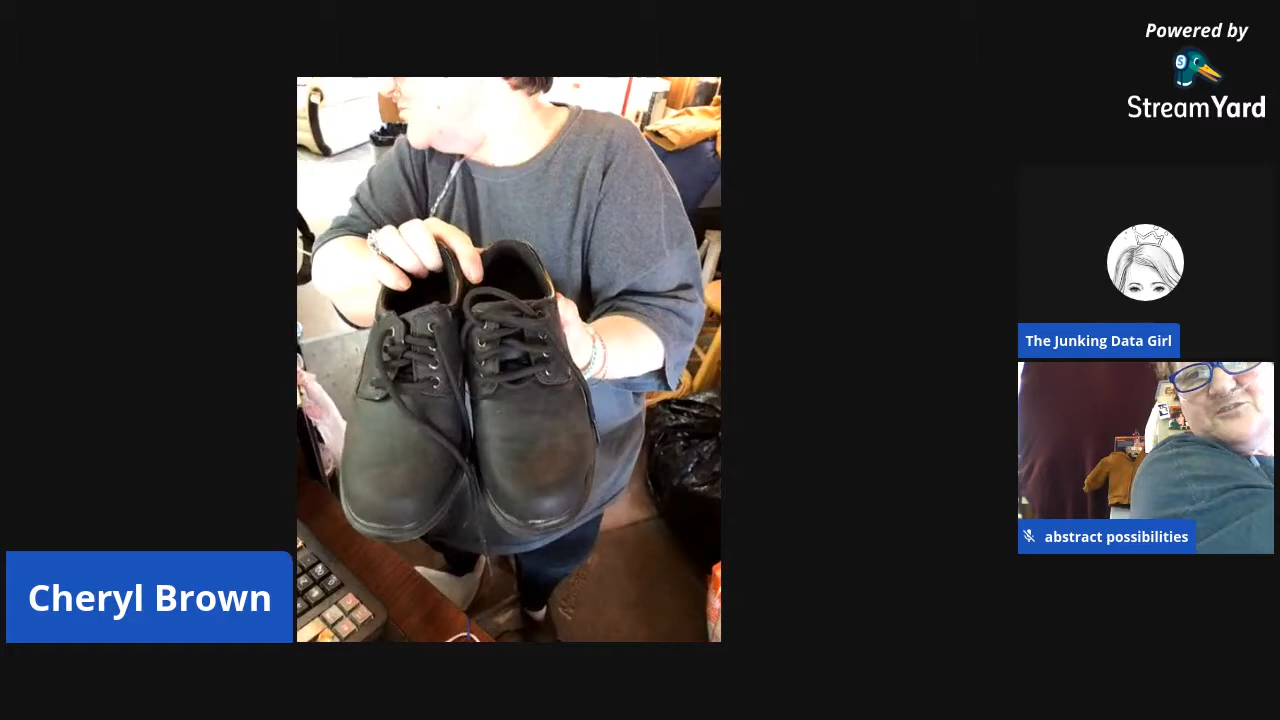 Powered by
StreamYard
The Junking Data Girl
abstract possibilities
Cheryl Brown